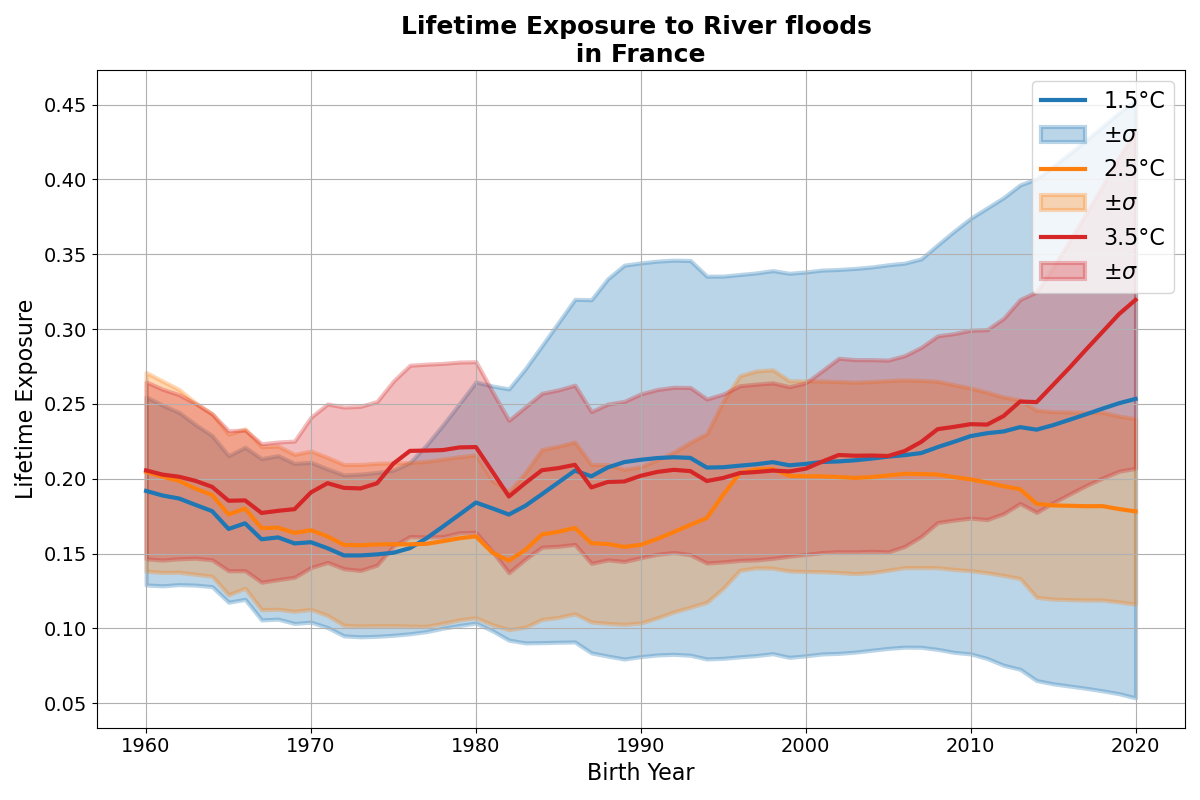 Lifetime Exposure to River floods
in France
Lifetime Exposure
0.45
0.40
0.35
0.30
0.25
0.20
0.15
0.10
0.05
1.5°C
±σ
2.5°C
±σ
3.5°C
±σ
1960 1970 1980 1990 2000 2010 2020
Birth Year